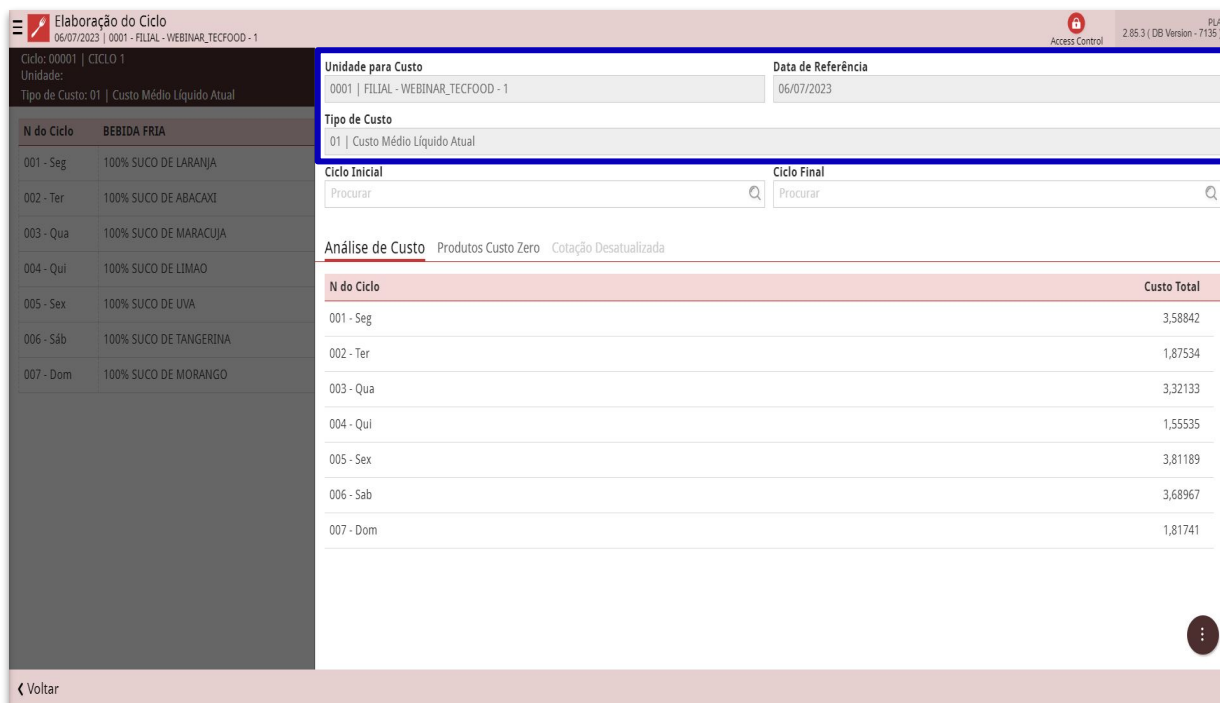 Elaboração do Ciclo
06/07/2023 | 0001 - FILIAL - WEBINAR_TECFOOD - 1
Access Control
2.85.3 ( DB Version - 7135
Ciclo: 00001 | CICLO 1
Unidade:
Tipo de Custo: 01 | Custo Médio Líquido Atual
N do Ciclo BEBIDA FRIA
001 - Seg 100% SUCO DE LARANJA
002 - Ter 100% SUCO DE ABACAXI
003 - Qua 100% SUCO DE MARACUJA
004 - Qui 100% SUCO DE LIMAO
005 - Sex 100% SUCO DE UVA
006 - Sáb 100% SUCO DE TANGERINA
007 - Dom 100% SUCO DE MORANGO
Unidade para Custo Data de Referência
0001 | FILIAL - WEBINAR_TECFOOD - 1 06/07/2023
Tipo de Custo
01 | Custo Médio Líquido Atual
Ciclo Inicial Ciclo Final
Procurar Procurar
Análise de Custo Produtos Custo Zero Cotação Desatualizada
N do Ciclo Custo Total
001 - Seg 3,58842
002 - Ter 1,87534
003 - Qua 3,32133
004 - Qui 1,55535
005 - Sex 3,81189
006 - Sab 3,68967
007 - Dom 1,81741
Voltar